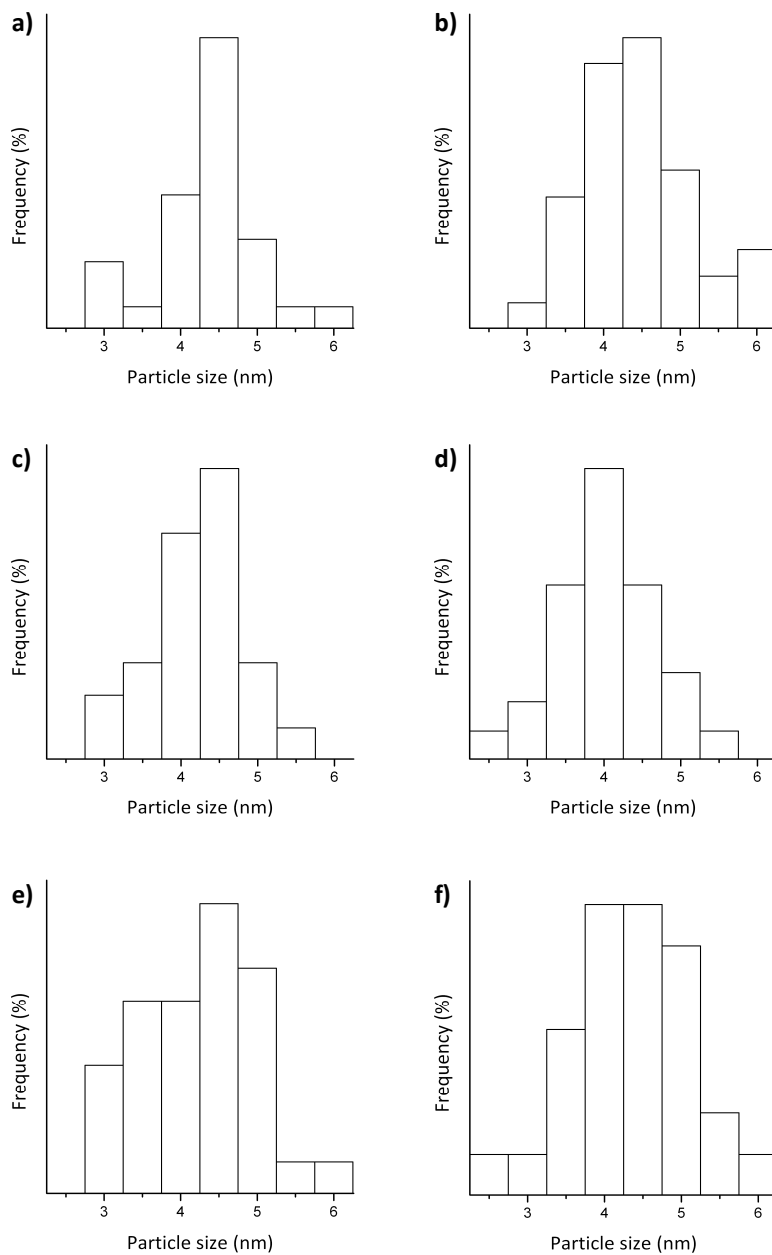 a)
Frequency (%)
3 4 5 6
Particle size (nm)
b)
Frequency (%)
3 4 5 6
Particle size (nm)
c)
Frequency (%)
3 4 5 6
Particle size (nm)
d)
Frequency (%)
3 4 5 6
Particle size (nm)
e)
Frequency (%)
3 4 5 6
Particle size (nm)
f)
Frequency (%)
3 4 5 6
Particle size (nm)